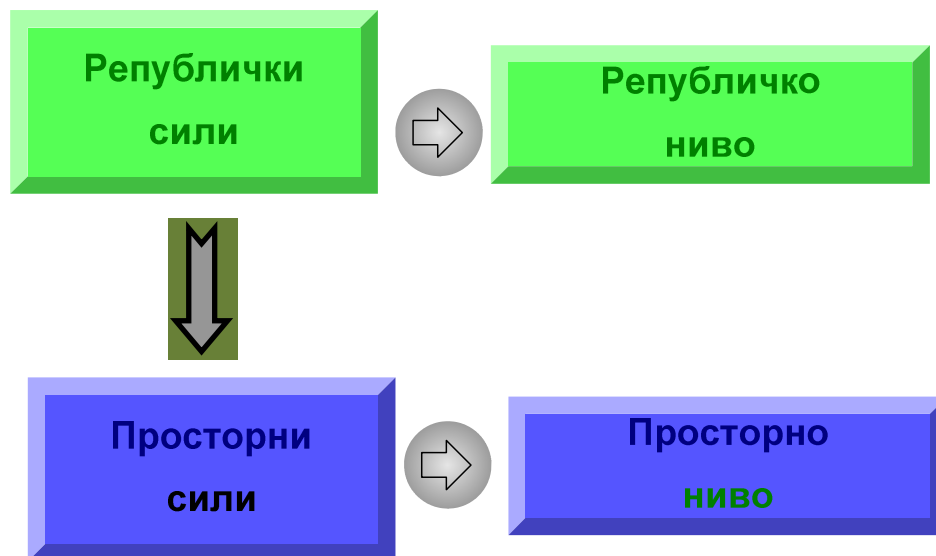 Републички
сили
Републичко
ниво
Просторни
сили
Просторно
ниво